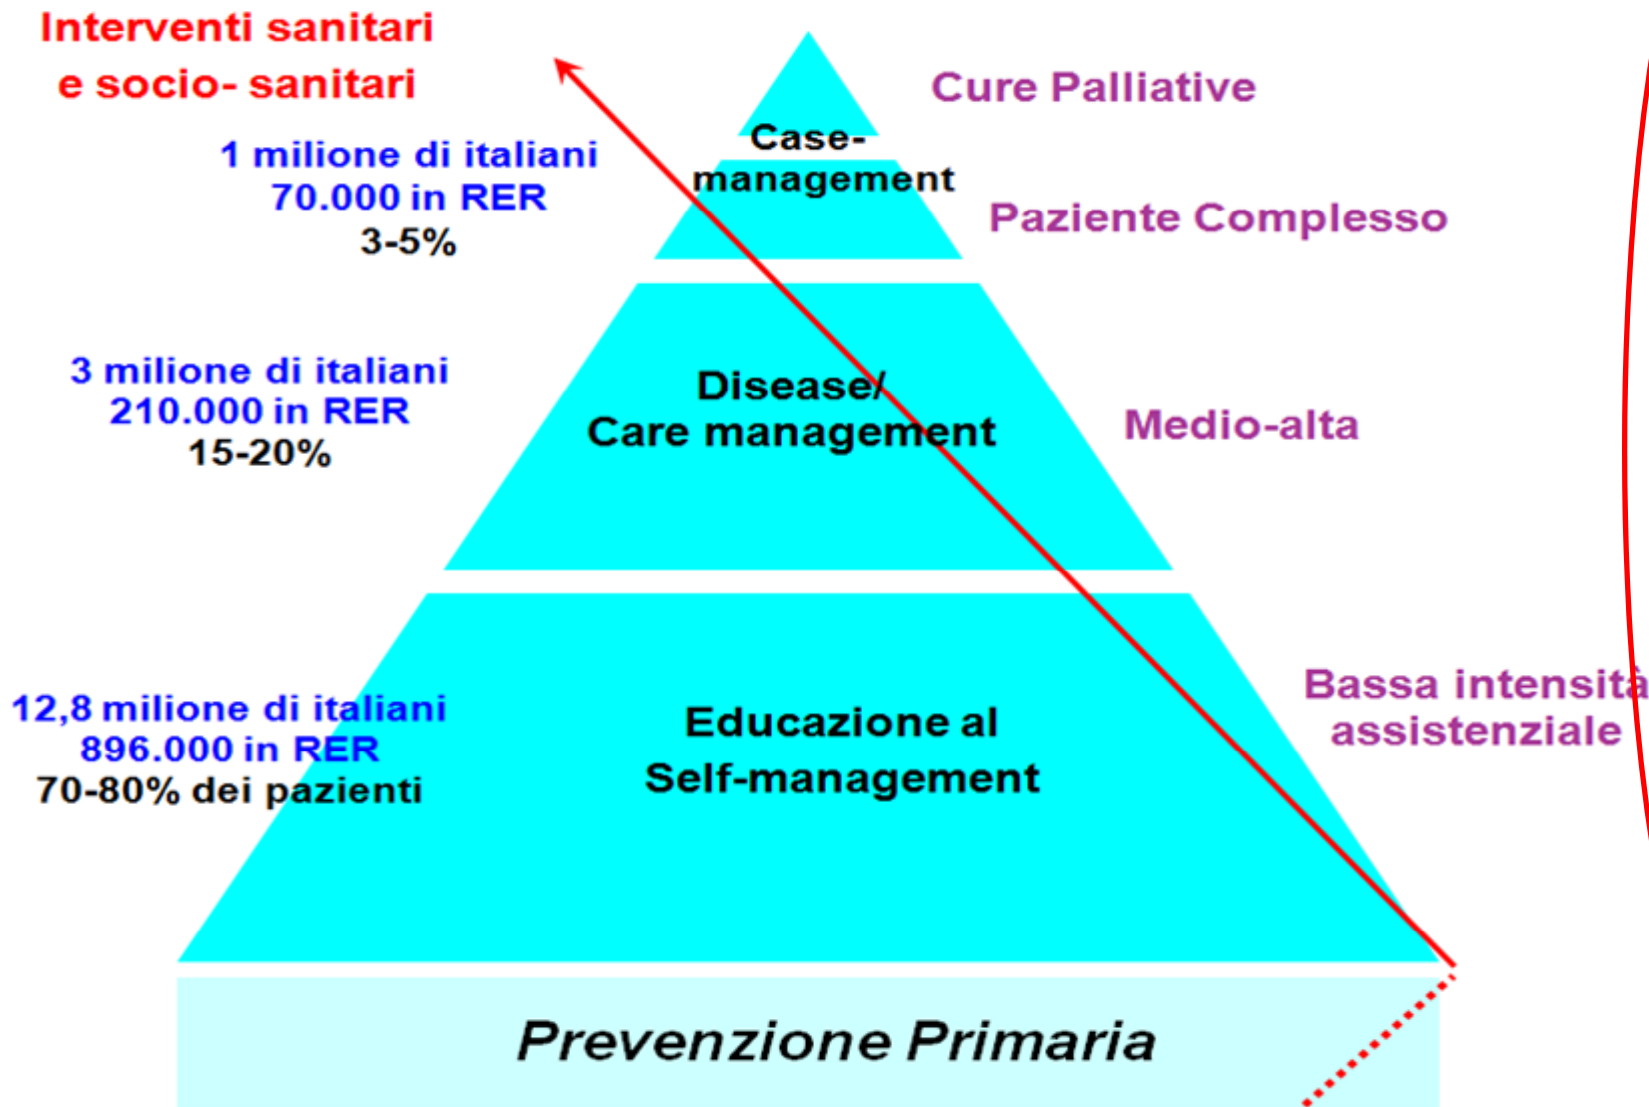 Interventi sanitari
e socio- sanitari
Cure Palliative
Case-
management
1 milione di italiani
70.000 in RER
3-5%
Paziente Complesso
3 milione di italiani
210.000 in RER
15-20%
Disease/
Care management
Medio-alta
12,8 milione di italiani
896.000 in RER
70-80% dei pazienti
Educazione al
Self-management
Bassa intensità
assistenziale
Prevenzione Primaria